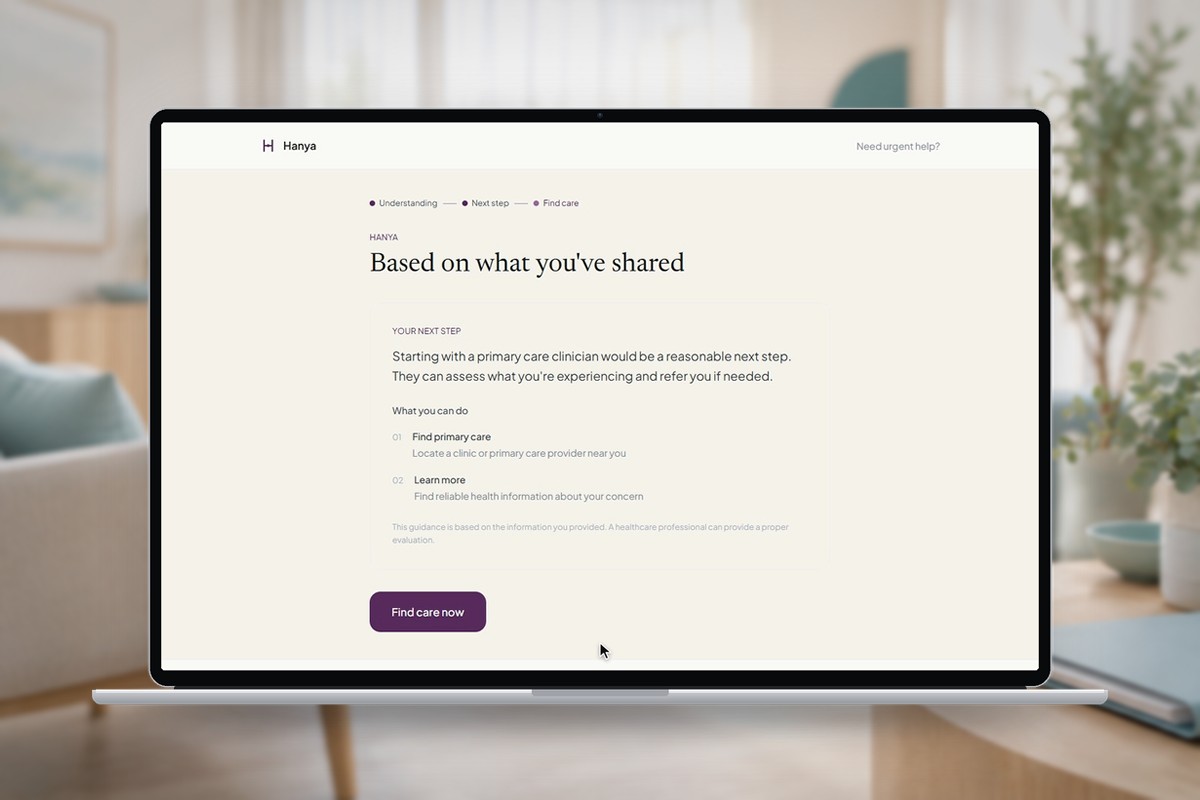 Hanya
Need urgent help?
Understanding
Next step
Find care
HANYA
Based on what you've shared
YOUR NEXT STEP
Starting with a primary care clinician would be a reasonable next step.
They can assess what you're experiencing and refer you if needed.
What you can do
01 Find primary care
Locate a clinic or primary care provider near you
02 Learn more
Find reliable health information about your concern
This guidance is based on the information you provided. A healthcare professional can provide a proper
evaluation.
Find care now